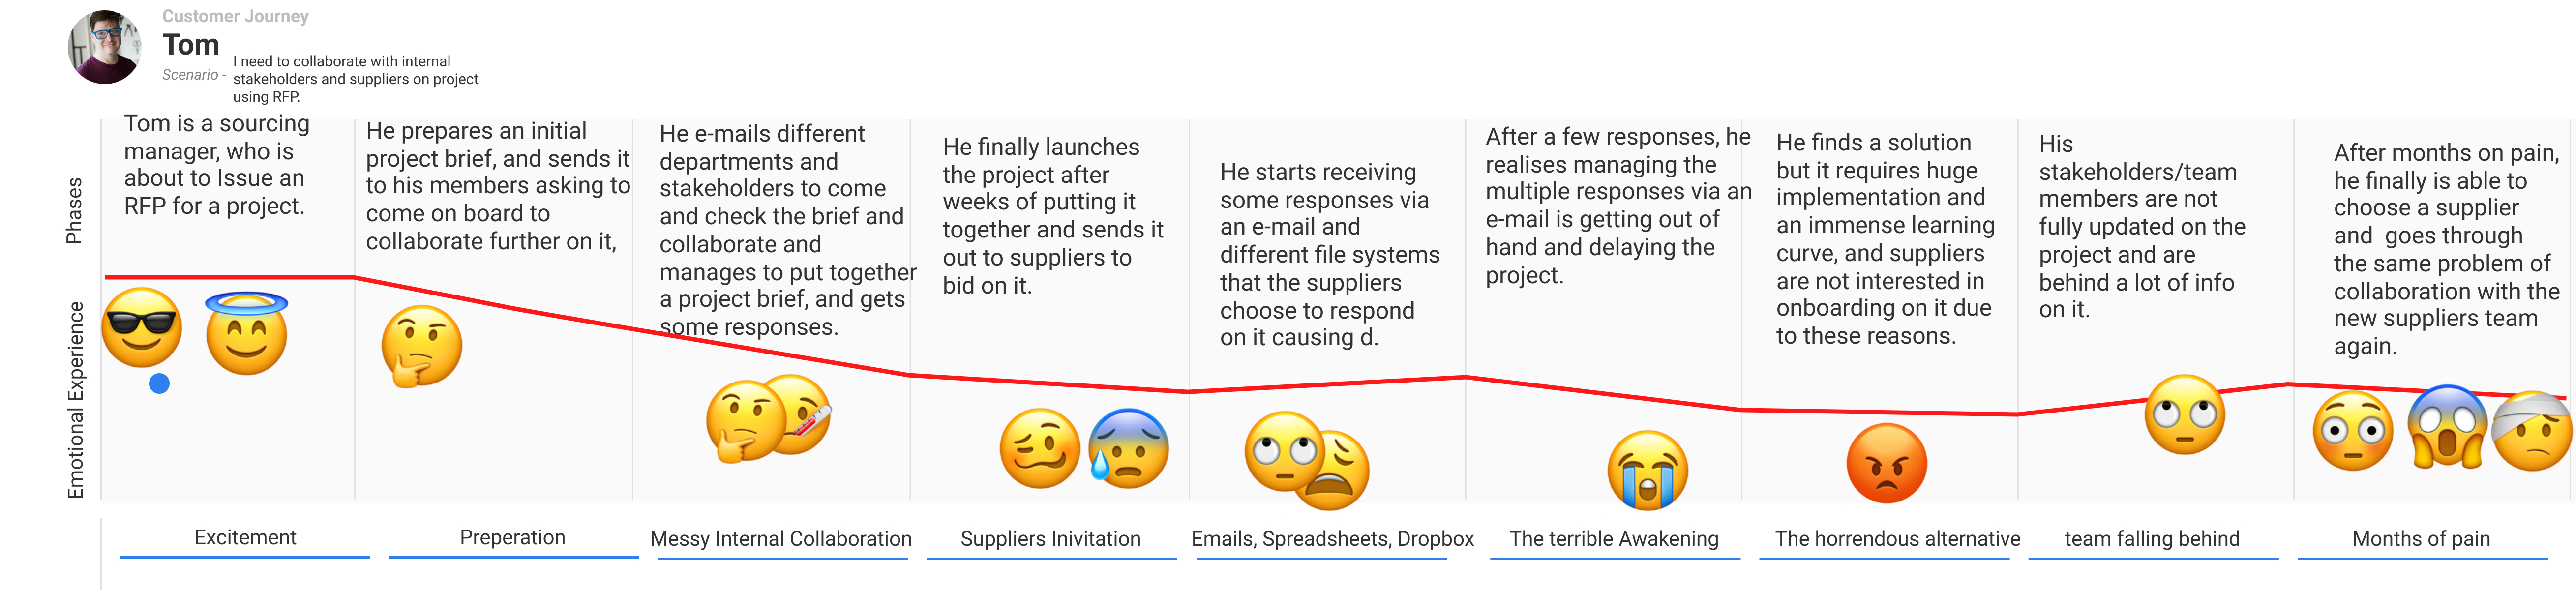 Customer Journey
Tom
Scenario -
I need to collaborate with internal
stakeholders and suppliers on project
using RFP.
Phases
Tom is a sourcing
manager, who is
about to Issue an
RFP for a project.
He prepares an initial
project brief, and sends it
to his members asking to
come on board to
collaborate further on it,
He e-mails different
departments and
stakeholders to come
and check the brief and
collaborate and
manages to put together
a project brief, and gets
some responses.
He finally launches
the project after
weeks of putting it
together and sends it
out to suppliers to
bid on it.
He starts receiving
some responses via
an e-mail and
different file systems
that the suppliers
choose to respond
on it causing d.
After a few responses, he
realises managing the
multiple responses via an
e-mail is getting out of
hand and delaying the
project.
He finds a solution
but it requires huge
implementation and
an immense learning
curve, and suppliers
are not interested in
onboarding on it due
to these reasons.
His
stakeholders/team
members are not
fully updated on the
project and are
behind a lot of info
on it.
After months on pain,
he finally is able to
choose a supplier
and  goes through
the same problem of
collaboration with the
new suppliers team
again.
Emotional Experience
Excitement
Preperation
Messy Internal Collaboration
Suppliers Inivitation
Emails, Spreadsheets, Dropbox
The terrible Awakening
The horrendous alternative
team falling behind
Months of pain